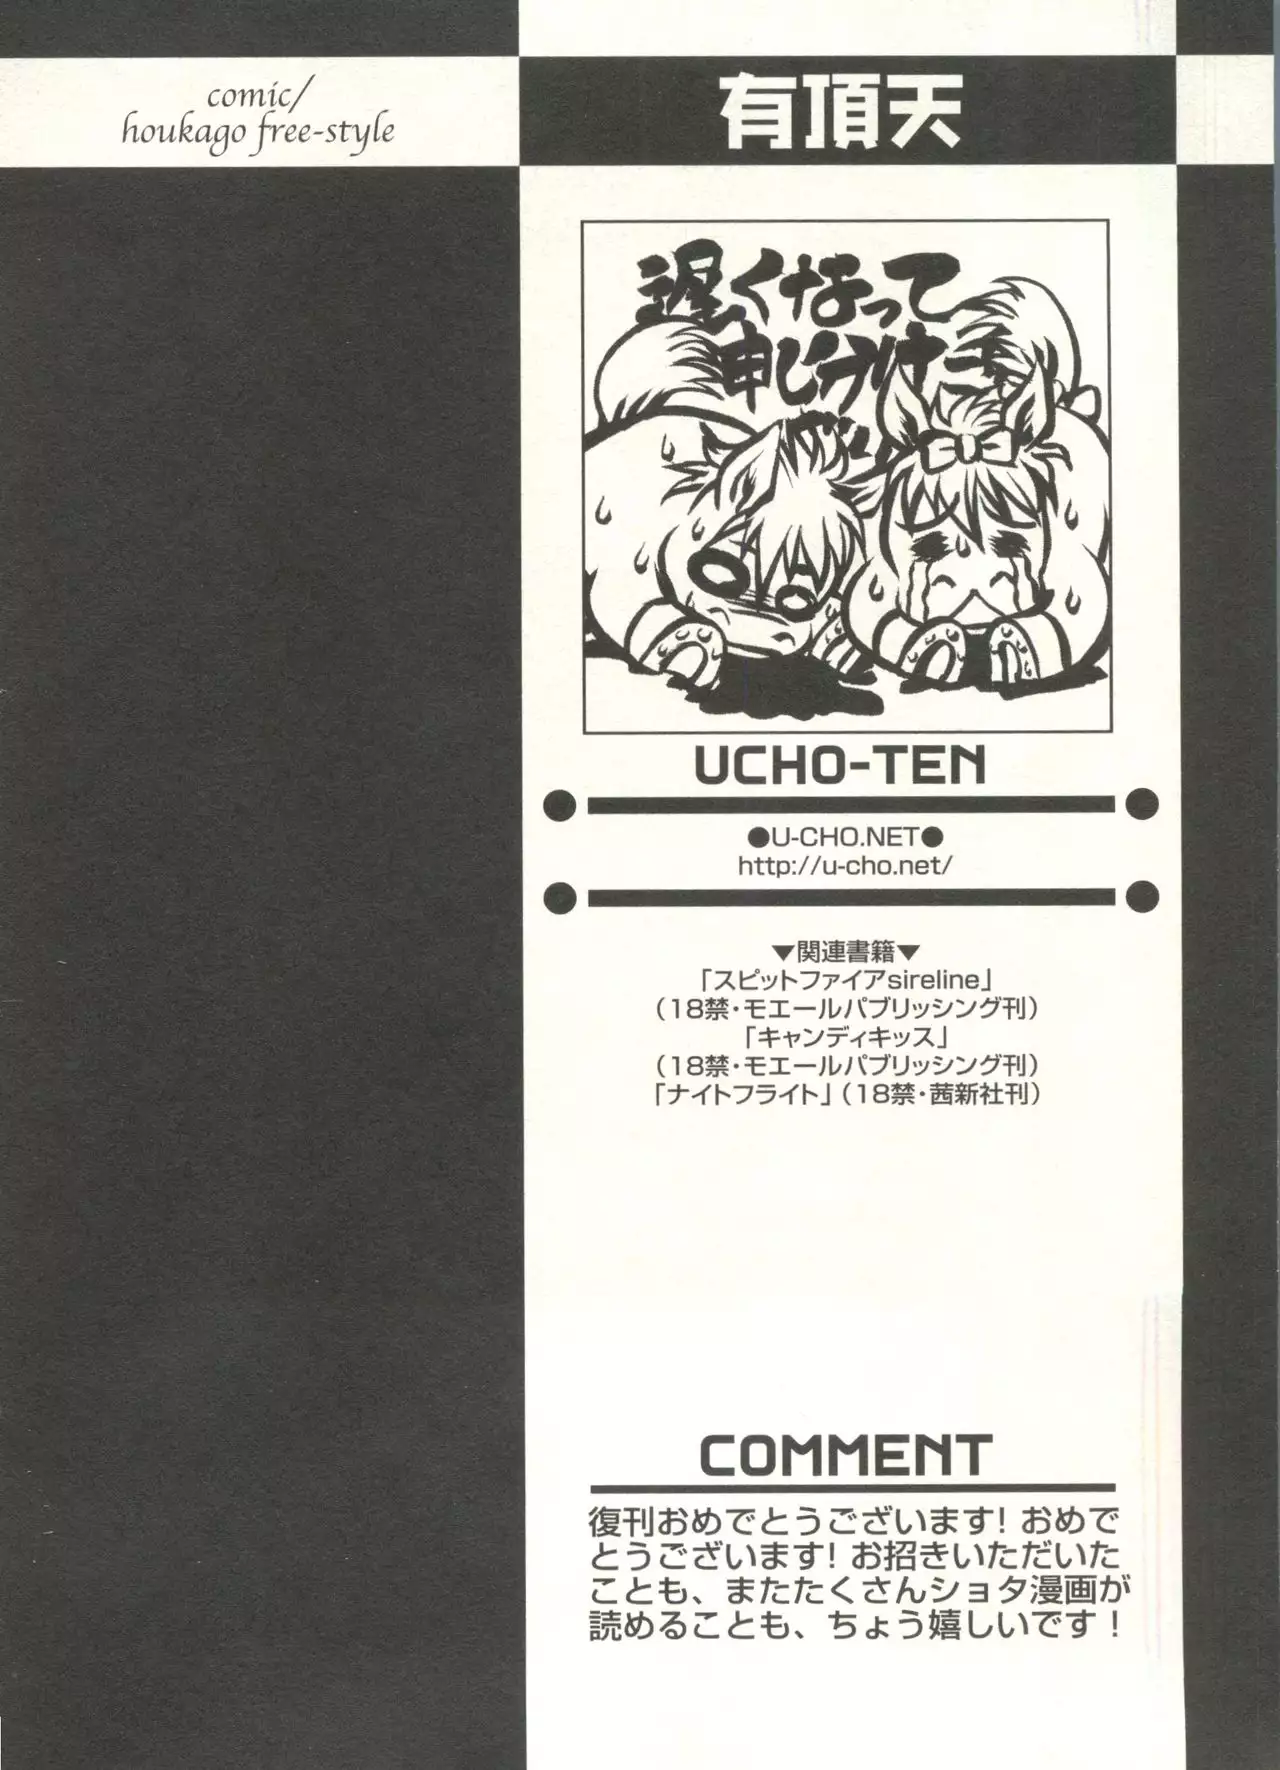 comic/
houkago free-style
有頂天
遅くなって
申し分け
UCHO-TEN
●U-CHO.NET●
http://u-cho.net/
▼関連書籍▼
「スピットファイアsireline」
（18禁・モエールパブリッシング刊）
「キャンディキッス」
（18禁・モエールパブリッシング刊）
「ナイトフライト」（18禁・茜新社刊）
COMMENT
復刊おめでとうございます！おめで
とうございます！お招きいただいた
ことも、またたくさんショタ漫画が
読めることも、ちょう嬉しいです！